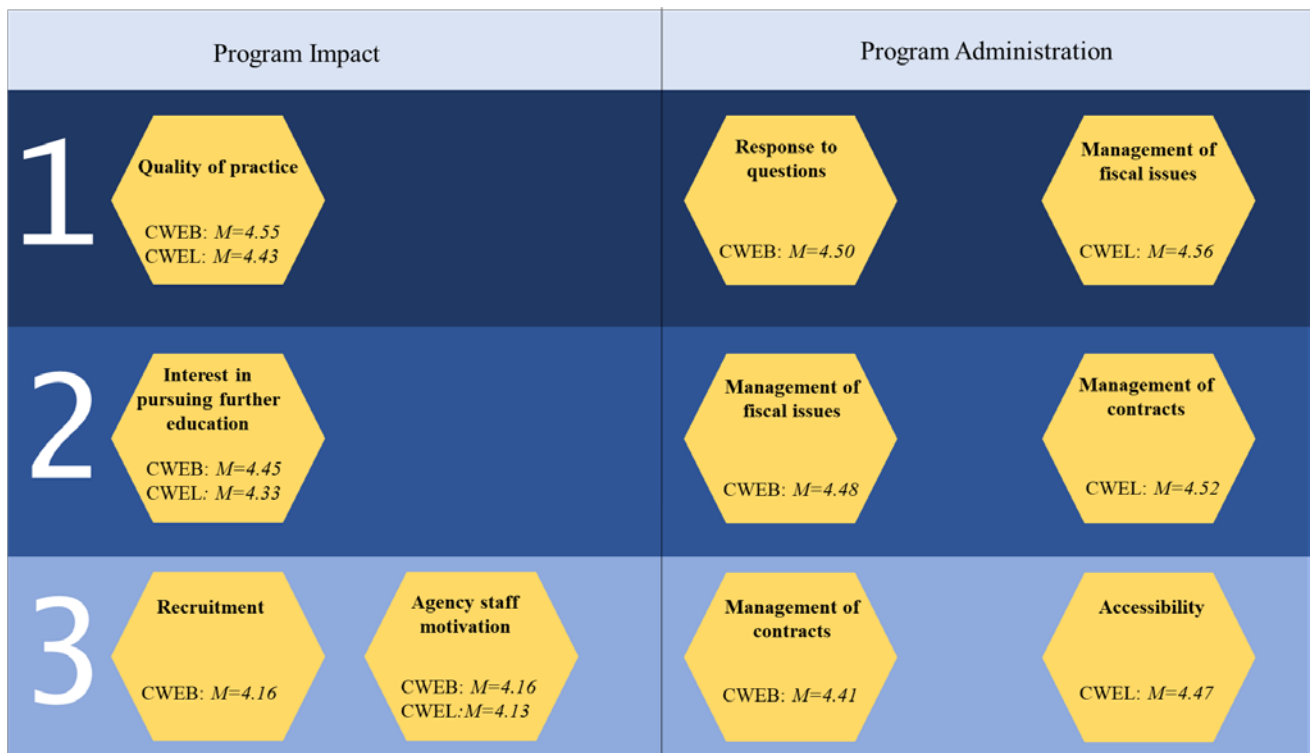 Program Impact
Program Administration
1
Quality of practice
CWEB: M=4.55
CWEL: M=4.43
Response to
questions
CWEB: M=4.50
Management of
fiscal issues
CWEL: M=4.56
2
Interest in
pursuing further
education
CWEB: M=4.45
CWEL: M=4.33
Management of
fiscal issues
CWEB: M=4.48
Management of
contracts
CWEL: M=4.52
3
Recruitment
CWEB: M=4.16
Agency staff
motivation
CWEB: M=4.16
CWEL:M=4.13
Management of
contracts
CWEB: M=4.41
Accessibility
CWEL: M=4.47